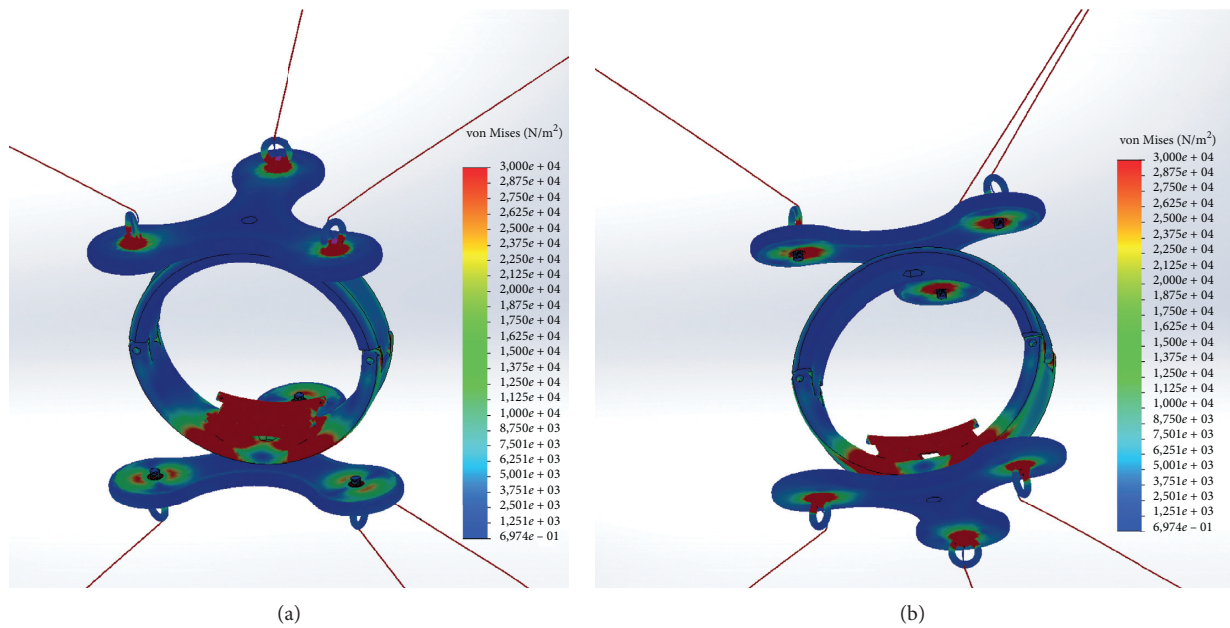 von Mises (N/m²)
3,000e + 04
2,875e + 04
2,750e + 04
2,625e + 04
2,500e + 04
2,375e + 04
2,250e + 04
2,125e + 04
2,000e + 04
1,875e + 04
1,750e + 04
1,625e + 04
1,500e + 04
1,375e + 04
1,250e + 04
1,125e + 04
1,000e + 04
8,750e + 03
7,501e + 03
6,251e + 03
5,001e + 03
3,751e + 03
2,501e + 03
1,251e + 03
6,974e – 01
(a)
von Mises (N/m²)
3,000e + 04
2,875e + 04
2,750e + 04
2,625e + 04
2,500e + 04
2,375e + 04
2,250e + 04
2,125e + 04
2,000e + 04
1,875e + 04
1,750e + 04
1,625e + 04
1,500e + 04
1,375e + 04
1,250e + 04
1,125e + 04
1,000e + 04
8,750e + 03
7,501e + 03
6,251e + 03
5,001e + 03
3,751e + 03
2,501e + 03
1,251e + 03
6,974e – 01
(b)